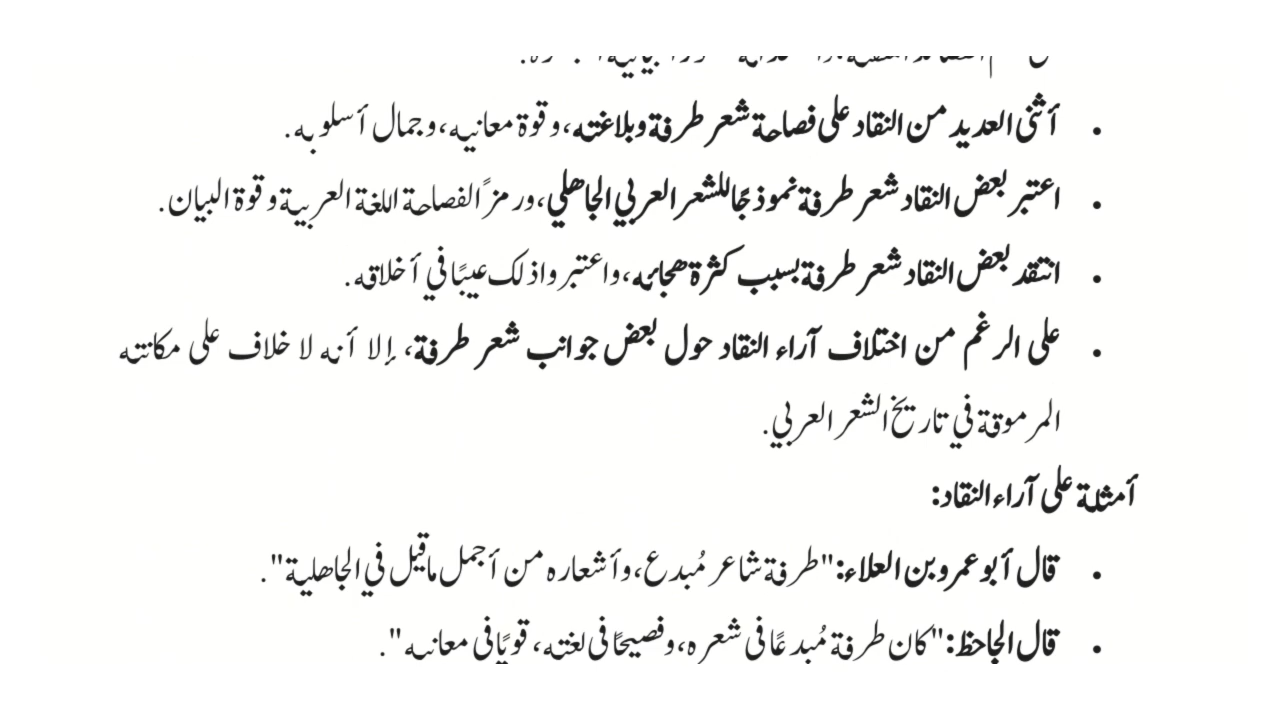 • أثنى العديد من النقاد على فصاحة شعر طرفة وبلاغته، وقوة معانيه، وجمال أسلوبه.
• اعتبر بعض النقاد شعر طرفة نموذجًا للشعر العربي الجاهلي، ورمزًا لفصاحة اللغة العربية وقوة البيان.
• انتقد بعض النقاد شعر طرفة بسبب كثرة هجائه، واعتبروا ذلك عيبًا في أخلاقه.
• على الرغم من اختلاف آراء النقاد حول بعض جوانب شعر طرفة، إلا أنه لا خلاف على مكانته
المرموقة في تاريخ الشعر العربي.
أمثلة على آراء النقاد:
• قال أبو عمرو بن العلاء: "طرفة شاعر مُبدع، وأشعاره من أجمل ما قيل في الجاهلية".
• قال الجاحظ: "كان طرفة مُبدعًا في شعره، وفصيحًا في لغته، قويًا في معانيه".